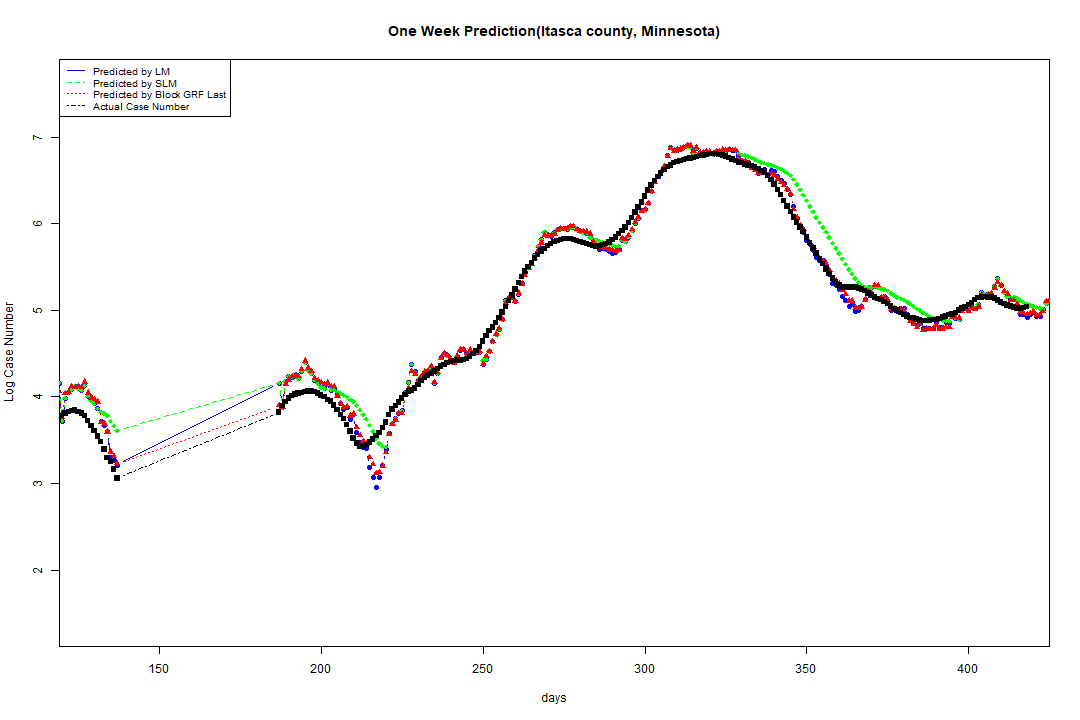 One Week Prediction(Itasca county, Minnesota)
Predicted by LM
Predicted by SLM
Predicted by Block GRF Last
Actual Case Number
7
6
5
4
3
2
Log Case Number
150 200 250 300 350 400
days